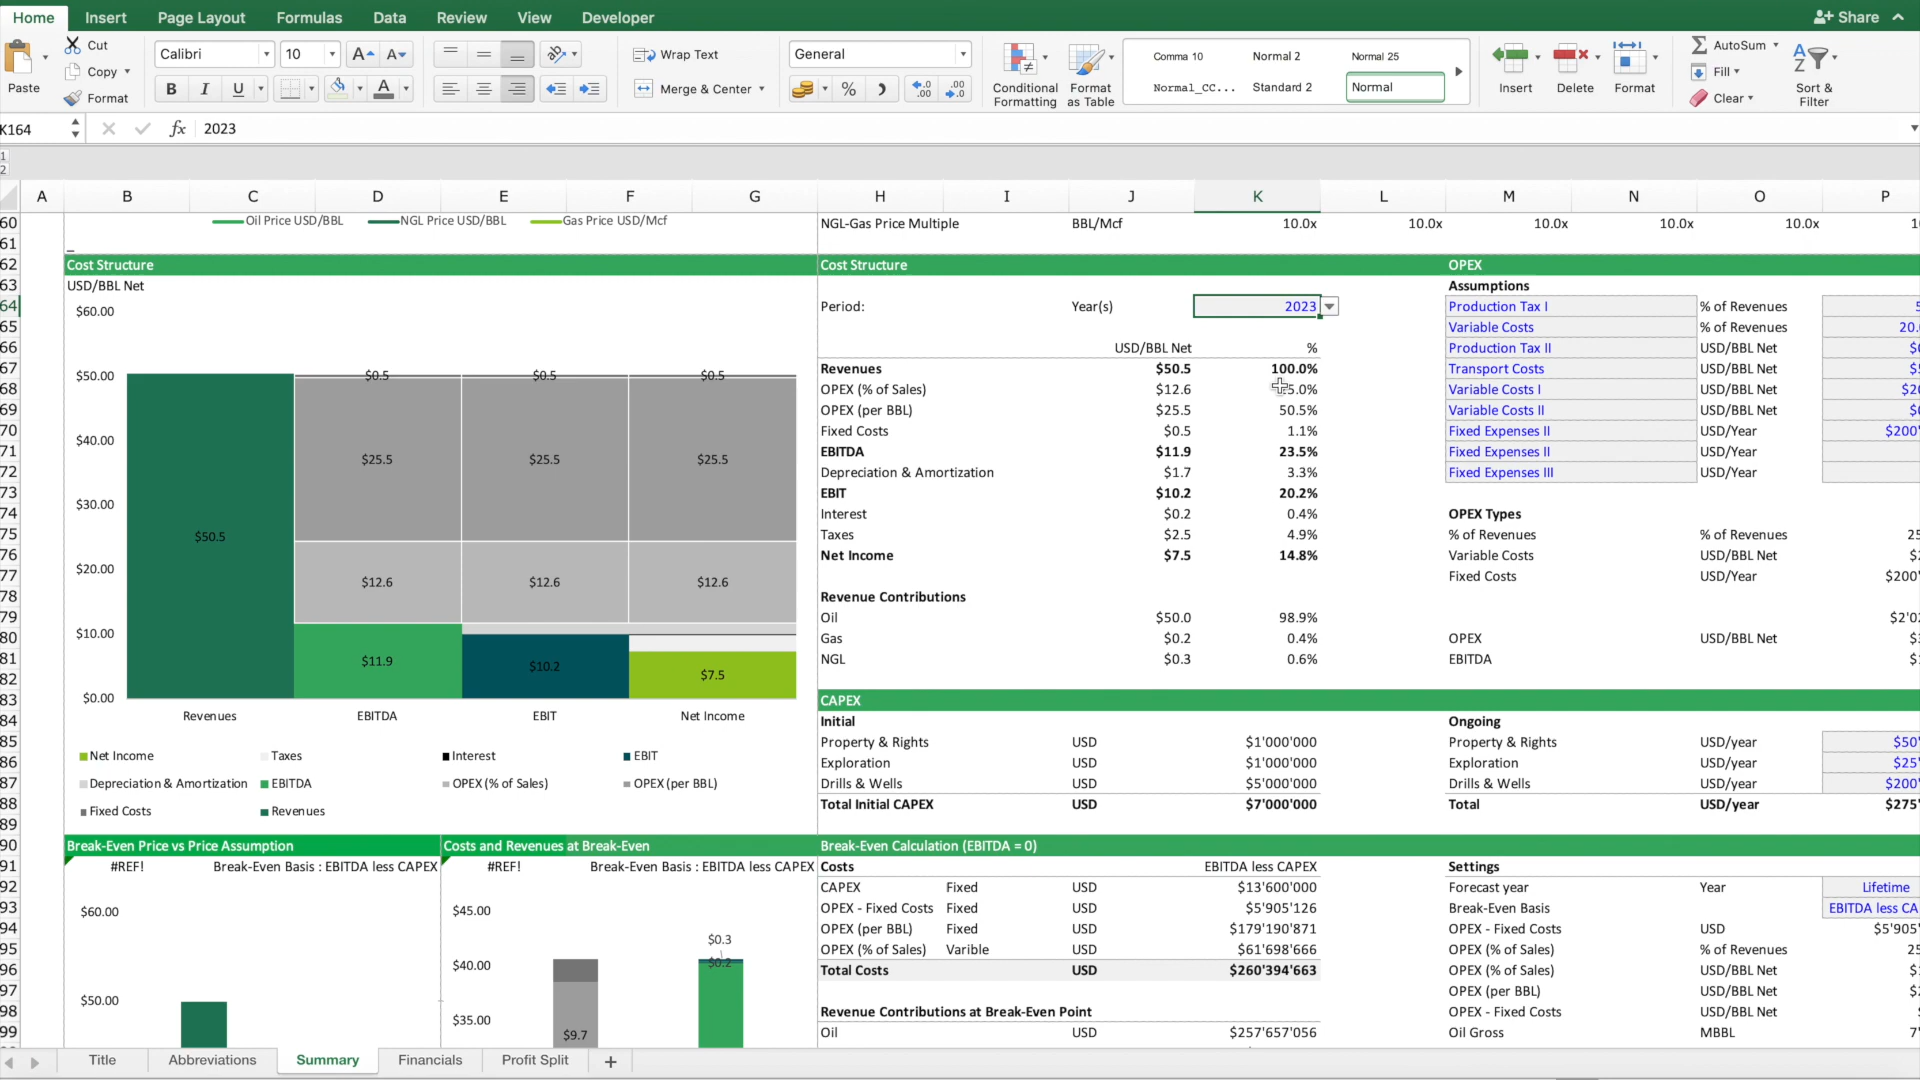 Home Insert Page Layout Formulas Data Review View Developer Share
Cut
Copy
Format
Paste
Calibri 10
B I U
Wrap Text
Merge & Center
General
Conditional Formatting
Format as Table
Comma 10 Normal 2 Normal 25
Normal_CC... Standard 2 Normal
Insert Delete Format
AutoSum
Fill
Clear
Sort & Filter
K164 fx 2023
1
2
A B C D E F G H I J K L M N O P
Oil Price USD/BBL NGL Price USD/BBL Gas Price USD/Mcf
60 NGL-Gas Price Multiple BBL/Mcf 10.0x 10.0x 10.0x 10.0x
61
62 Cost Structure Cost Structure OPEX
63 USD/BBL Net Assumptions
64 Period: Year(s) 2023 Production Tax I % of Revenues
65 Variable Costs % of Revenues 20.
66 USD/BBL Net % Production Tax II USD/BBL Net
67 Revenues $50.5 100.0% Transport Costs USD/BBL Net
68 OPEX (% of Sales) $12.6 5.0% Variable Costs I USD/BBL Net
69 OPEX (per BBL) $25.5 50.5% Variable Costs II USD/BBL Net
70 Fixed Costs $0.5 1.1% Fixed Expenses II USD/Year $200'
71 EBITDA $11.9 23.5% Fixed Expenses II USD/Year
72 Depreciation & Amortization $1.7 3.3% Fixed Expenses III USD/Year
73 EBIT $10.2 20.2%
74 Interest $0.2 0.4% OPEX Types
75 Taxes $2.5 4.9% % of Revenues % of Revenues 25
76 Net Income $7.5 14.8% Variable Costs USD/BBL Net
77 Fixed Costs USD/Year $200'
78 Revenue Contributions
79 Oil $50.0 98.9% $2'0
80 Gas $0.2 0.4% OPEX USD/BBL Net
81 NGL $0.3 0.6% EBITDA
82
83 CAPEX
84 Initial Ongoing
85 Property & Rights USD $1'000'000 Property & Rights USD/year $50'
86 Exploration USD $1'000'000 Exploration USD/year $25'
87 Drills & Wells USD $5'000'000 Drills & Wells USD/year $200'
88 Total Initial CAPEX USD $7'000'000 Total USD/year $275'
89
$60.00
$50.00
$40.00
$30.00
$20.00
$10.00
$0.00
$0.5 $0.5 $0.5
$25.5 $25.5 $25.5
$50.5
$12.6 $12.6 $12.6
$11.9 $10.2 $7.5
Revenues EBITDA EBIT Net Income
Net Income Taxes Interest EBIT
Depreciation & Amortization EBITDA OPEX (% of Sales) OPEX (per BBL)
Fixed Costs Revenues
90 Break-Even Price vs Price Assumption Costs and Revenues at Break-Even Break-Even Calculation (EBITDA = 0)
91 #REF! Break-Even Basis : EBITDA less CAPEX #REF! Break-Even Basis : EBITDA less CAPEX Costs EBITDA less CAPEX Settings
92 CAPEX Fixed USD $13'600'000 Forecast year Year Lifetime
93 OPEX - Fixed Costs Fixed USD $5'905'126 Break-Even Basis EBITDA less CA
94 OPEX (per BBL) Fixed USD $179'190'871 OPEX - Fixed Costs USD $5'905'
95 OPEX (% of Sales) Varible USD $61'698'666 OPEX (% of Sales) % of Revenues 25
96 Total Costs USD $260'394'663 OPEX (% of Sales) USD/BBL Net
97 OPEX (per BBL) USD/BBL Net
98 Revenue Contributions at Break-Even Point OPEX - Fixed Costs USD/BBL Net
99 Oil USD $257'657'056 Oil Gross MBBL 7'
$60.00
$50.00
$45.00
$40.00
$35.00
$9.7
$0.3
$0.2
Title Abbreviations Summary Financials Profit Split +